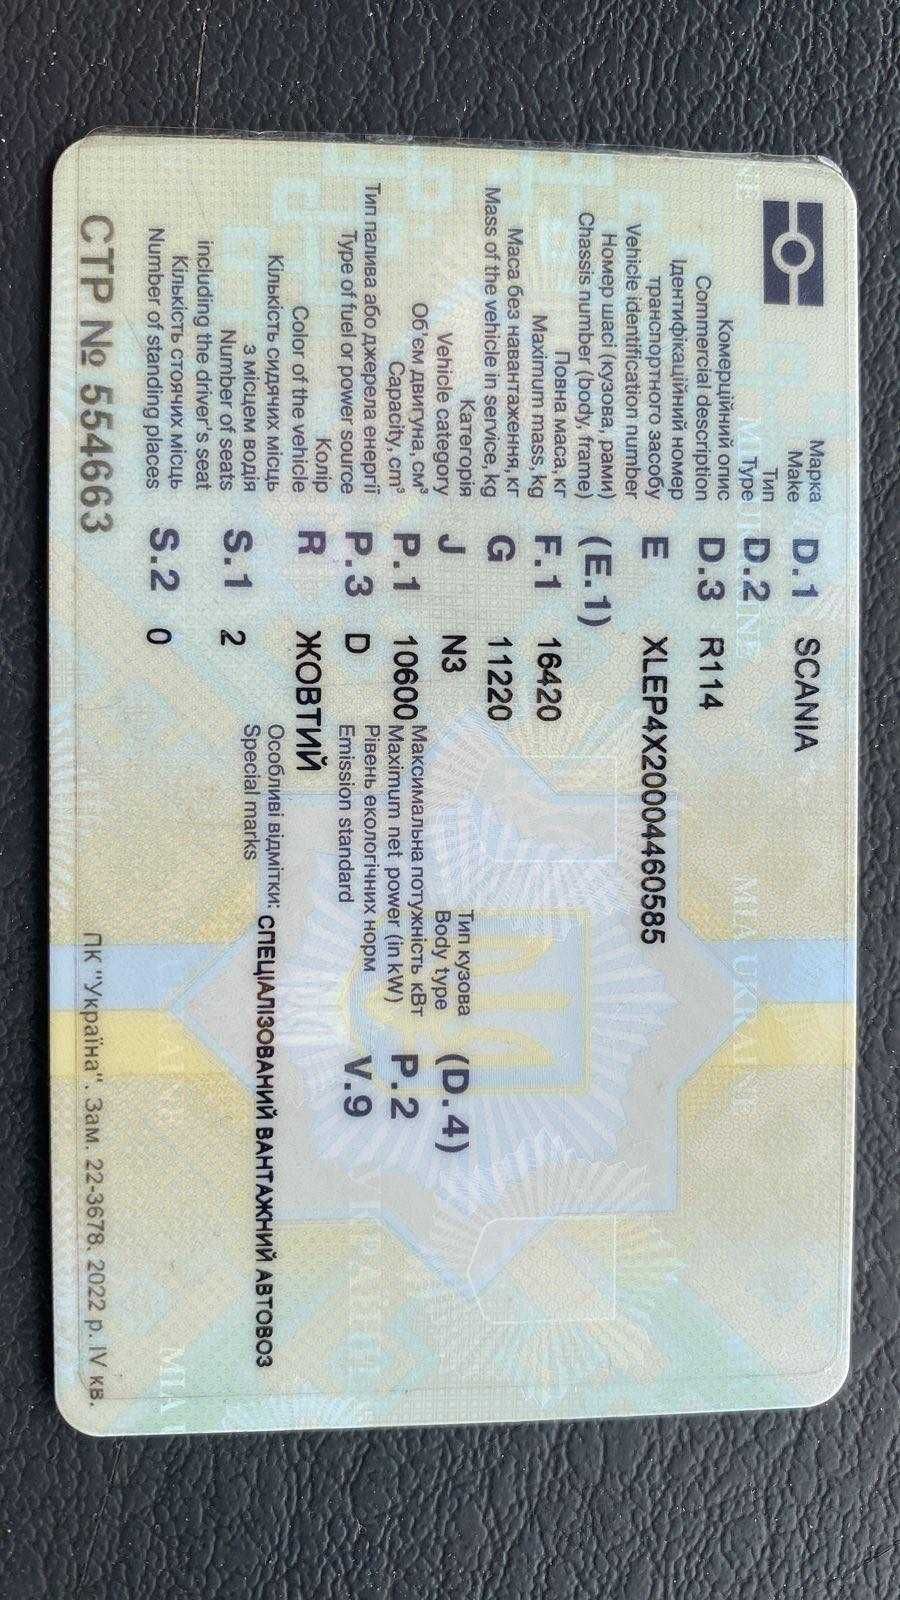 Марка D.1 SCANIA
Make
Тип D.2
Type
Комерційний опис D.3 R114
Commercial description
Ідентифікаційний номер
транспортного засобу E XLEP4X20004460585
Vehicle identification number
Номер шасі (кузова, рами) (E.1)
Chassis number (body, frame)
Повна маса, кг F.1 16420
Maximum mass, kg
Маса без навантаження, кг G 11220
Mass of the vehicle in service, kg
Категорія J N3 Тип кузова (D.4)
Vehicle category Body type
Об'єм двигуна, см³ P.1 10600 Максимальна потужність кВт P.2
Capacity, cm³ Maximum net power (in kW)
Тип палива або джерела енергії P.3 D Рівень екологічних норм V.9
Type of fuel or power source Emission standard
Колір R ЖОВТИЙ
Color of the vehicle
Кількість сидячих місць Особливі відмітки: СПЕЦІАЛІЗОВАНИЙ ВАНТАЖНИЙ АВТОВОЗ
з місцем водія S.1 2 Special marks
Number of seats
including the driver's seat
Кількість стоячих місць S.2 0
Number of standing places
СТР № 554663 ПК "Україна". Зам. 22-3678. 2022 р. IV кв.